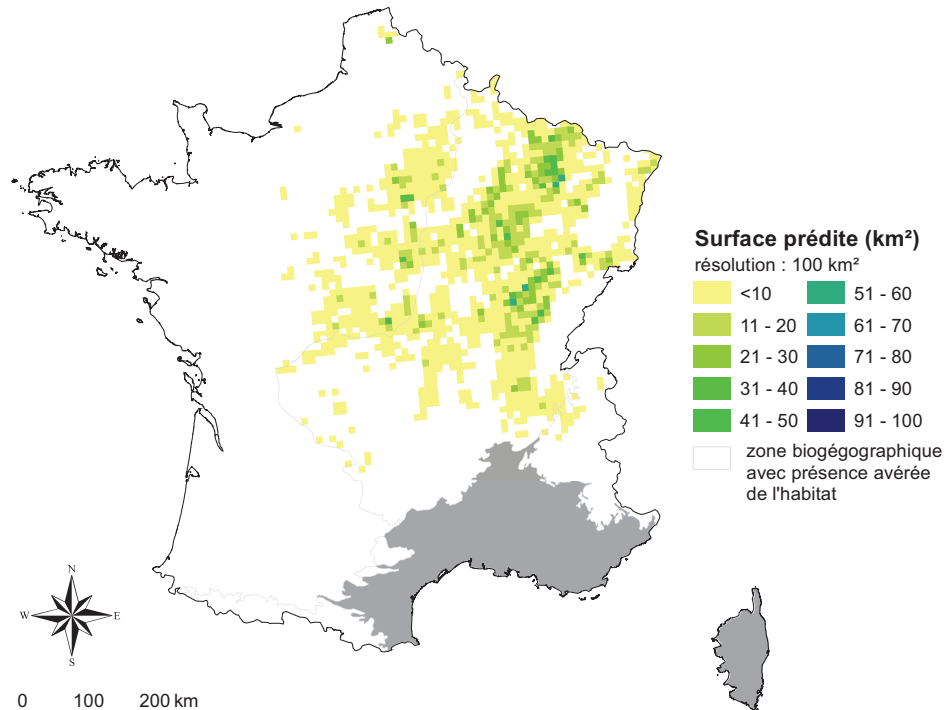 Surface prédite (km²)
résolution : 100 km²
<10
11 - 20
21 - 30
31 - 40
41 - 50
51 - 60
61 - 70
71 - 80
81 - 90
91 - 100
zone biogégographique
avec présence avérée
de l'habitat
N
W
E
S
0 100 200 km